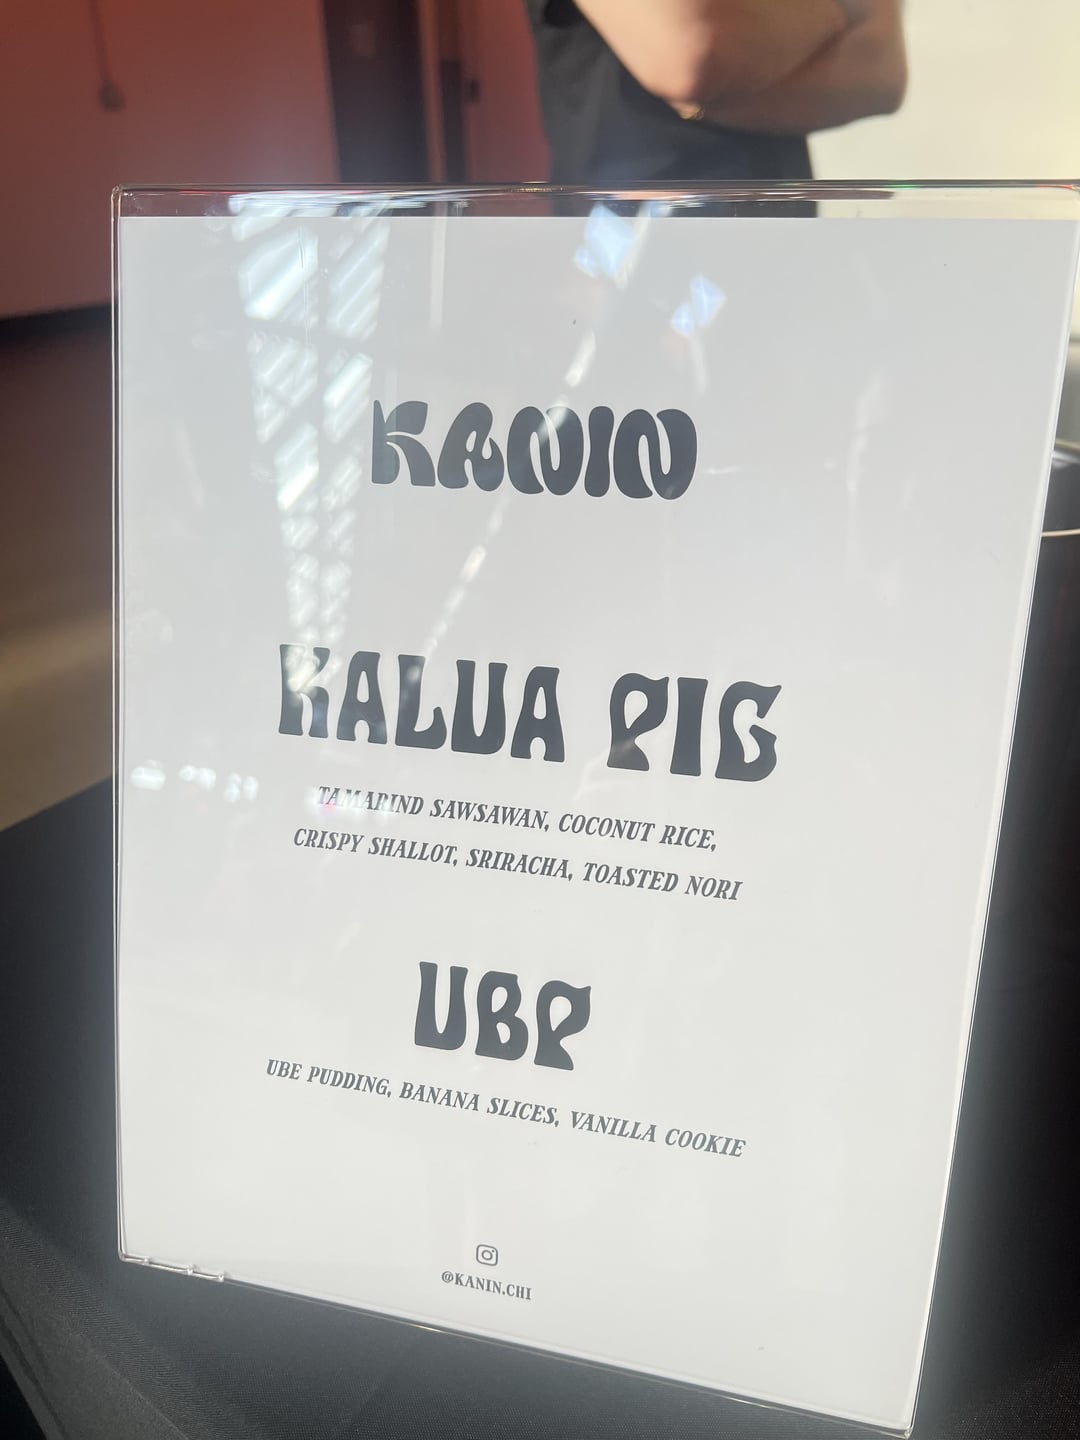 KANIN
KALUA PIG
TAMARIND SAWSAWAN, COCONUT RICE,
CRISPY SHALLOT, SRIRACHA, TOASTED NORI
UBP
UBE PUDDING, BANANA SLICES, VANILLA COOKIE
@KANIN.CHI